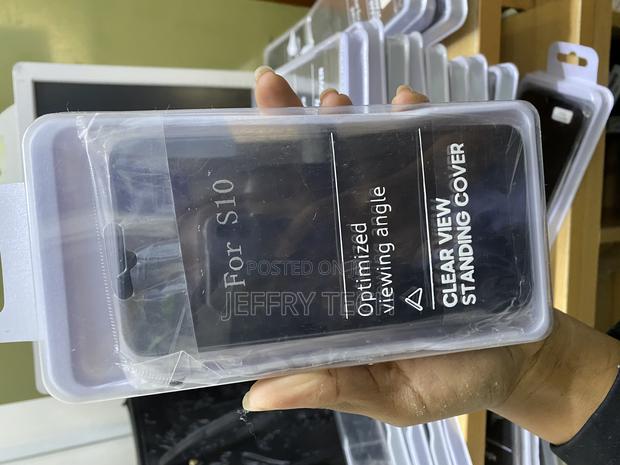 For S10
Optimized
viewing angle
CLEAR VIEW
STANDING COVER
POSTED ON
JEFFRY TE